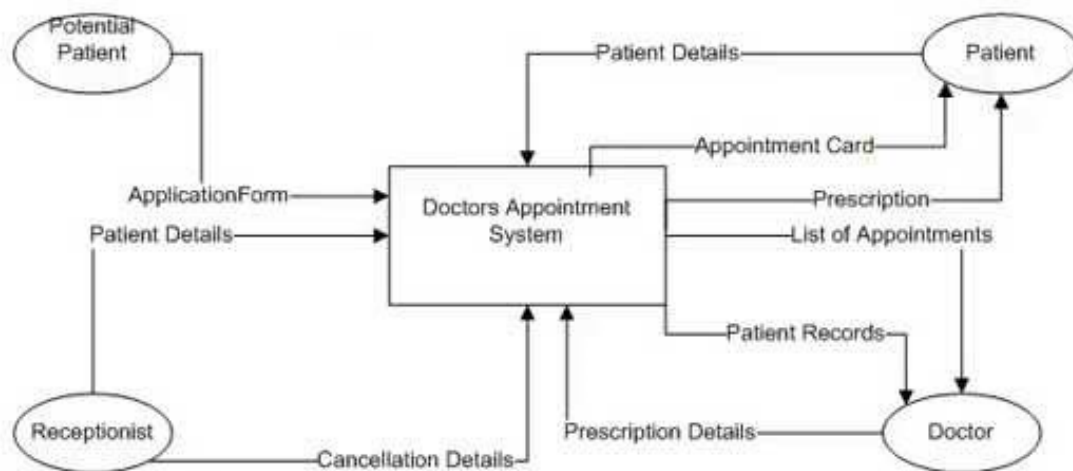 Potential
Patient
Patient Details
Patient
Appointment Card
ApplicationForm
Prescription
Doctors Appointment
System
Patient Details
List of Appointments
Patient Records
Receptionist
Cancellation Details
Prescription Details
Doctor